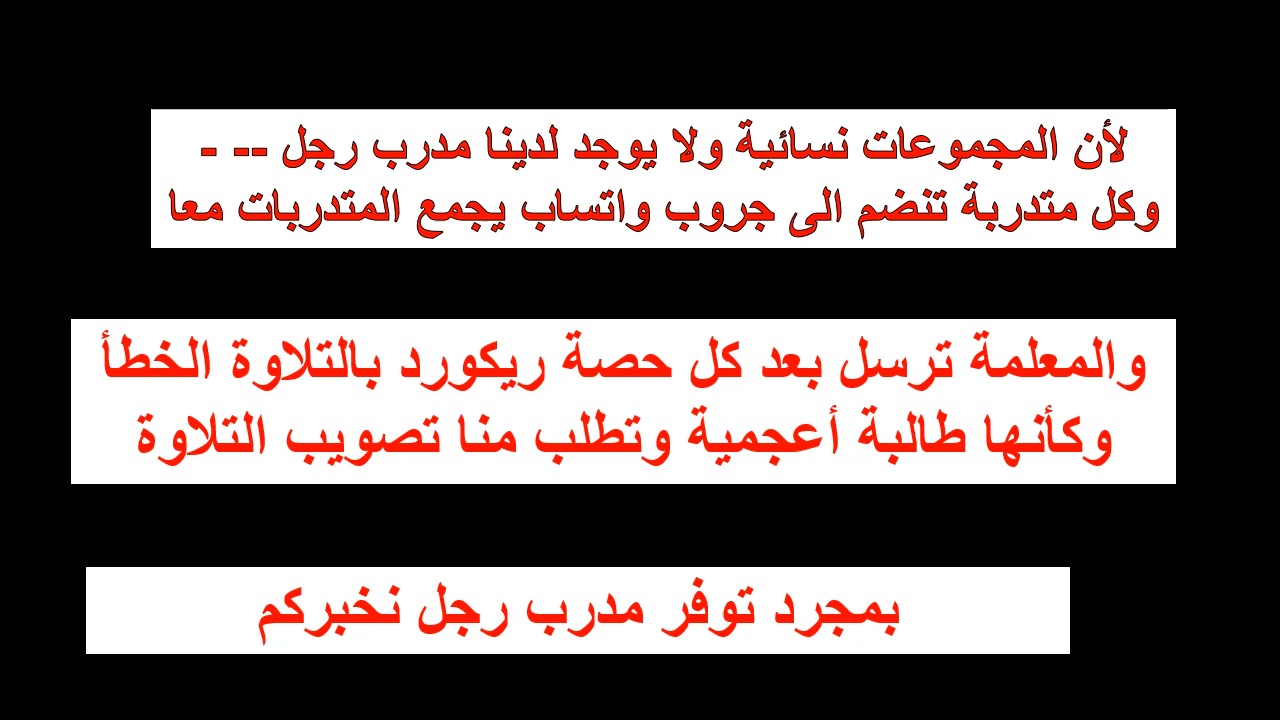 لأن المجموعات نسائية ولا يوجد لدينا مدرب رجل -- -
وكل متدربة تنضم الى جروب واتساب يجمع المتدربات معا
والمعلمة ترسل بعد كل حصة ريكورد بالتلاوة الخطأ
وكأنها طالبة أعجمية وتطلب منا تصويب التلاوة
بمجرد توفر مدرب رجل نخبركم